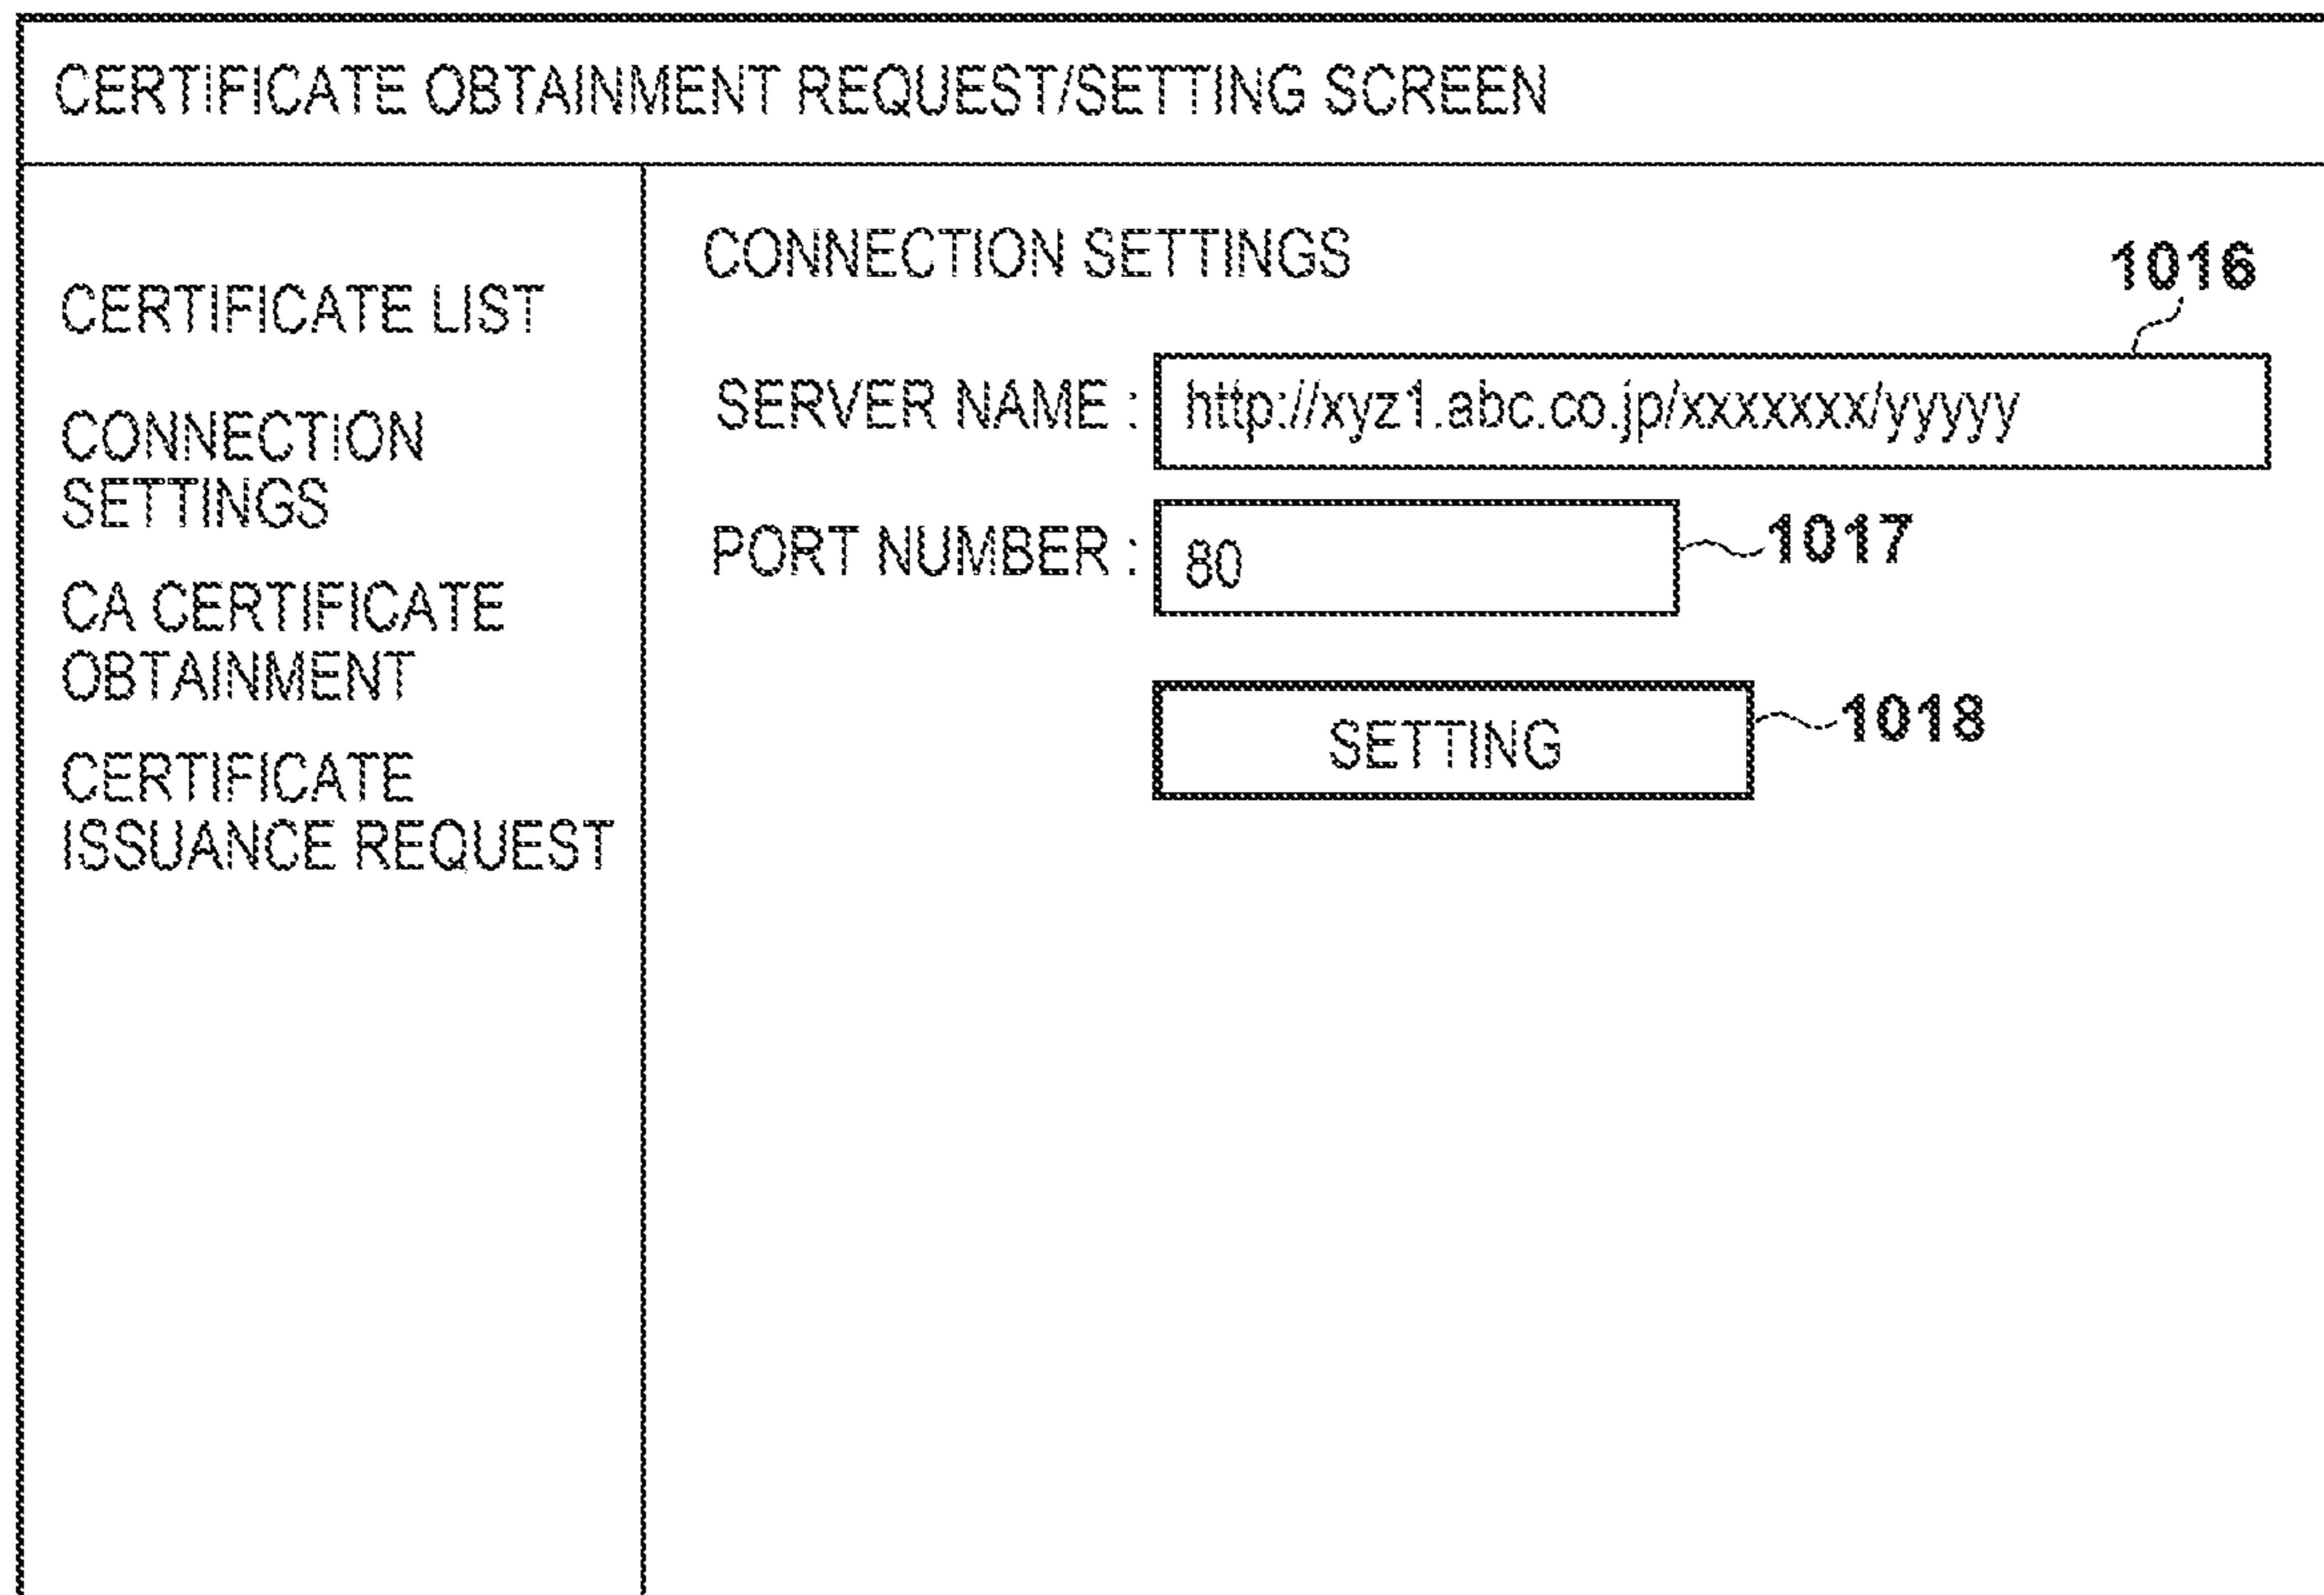 CERTIFICATE OBTAINMENT REQUEST/SETTING SCREEN
CERTIFICATE LIST
CONNECTION
SETTINGS
CA CERTIFICATE
OBTAINMENT
CERTIFICATE
ISSUANCE REQUEST
CONNECTION SETTINGS
1016
SERVER NAME : http://xyz1.abc.co.jp/xxxxxxx/yyyyy
PORT NUMBER : 80 1017
SETTING 1018